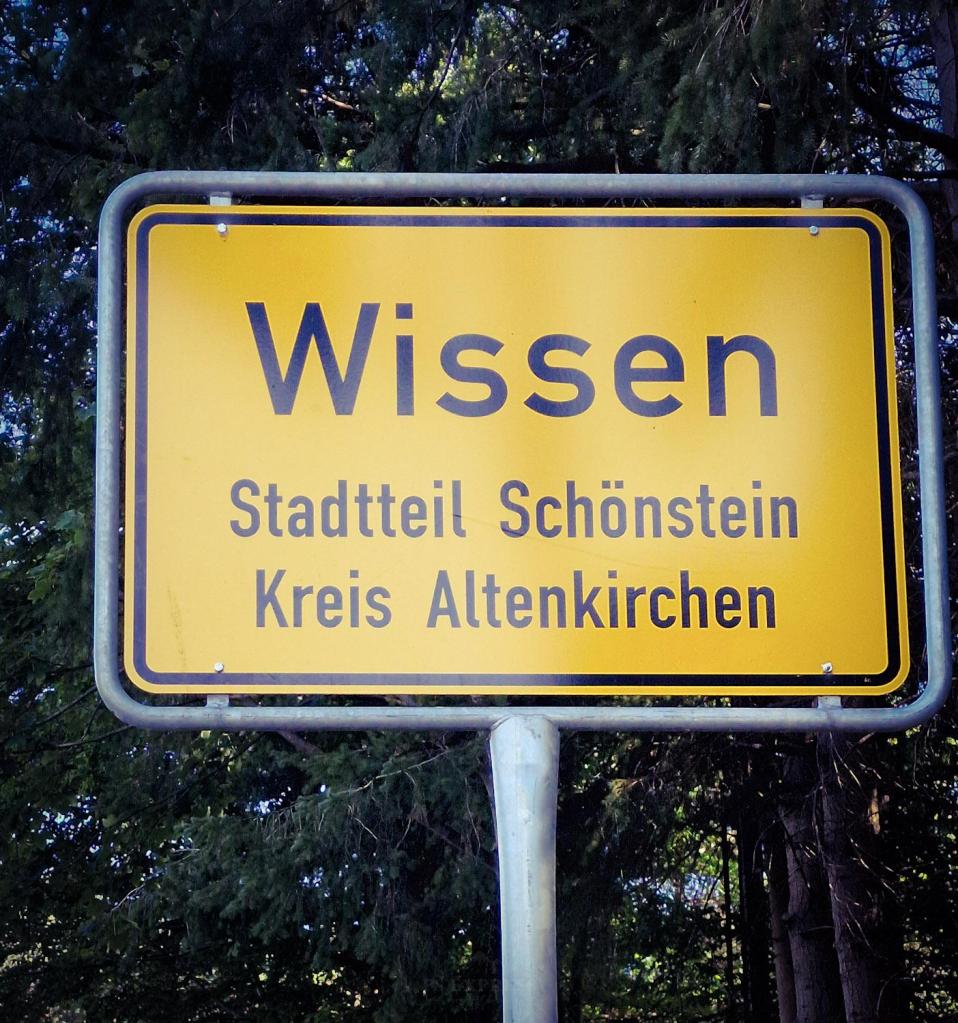 Wissen
Stadtteil Schönstein
Kreis Altenkirchen